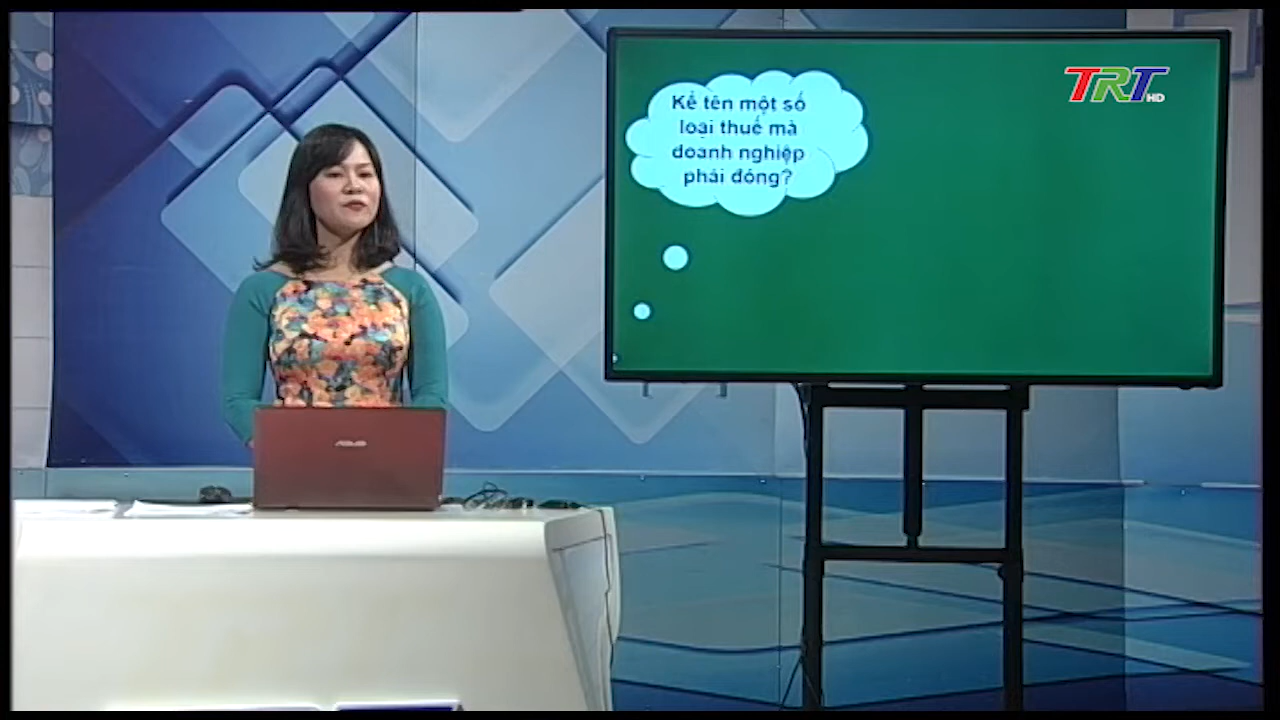 TRT HD
Kể tên một số
loại thuế mà
doanh nghiệp
phải đóng?
ASUS